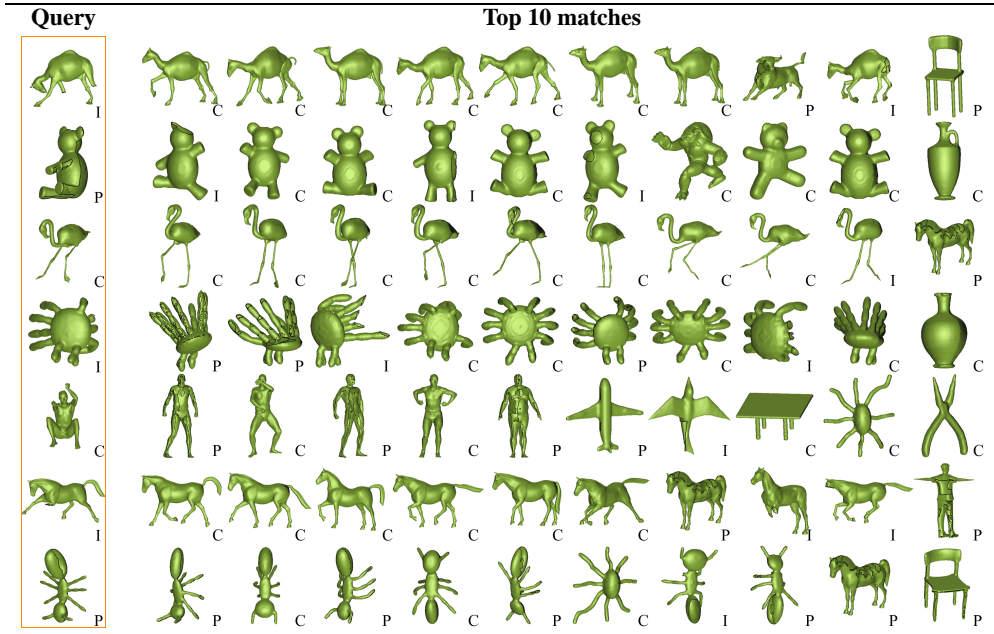 Query Top 10 matches
I C C C C C C C P I P
P I C C I C I C C C C
C C C C C C C C C I P
I P P I C C P C I C C
C P C P C P P I C C C
I C C C C C C P I I P
P P C P C P C I P P P